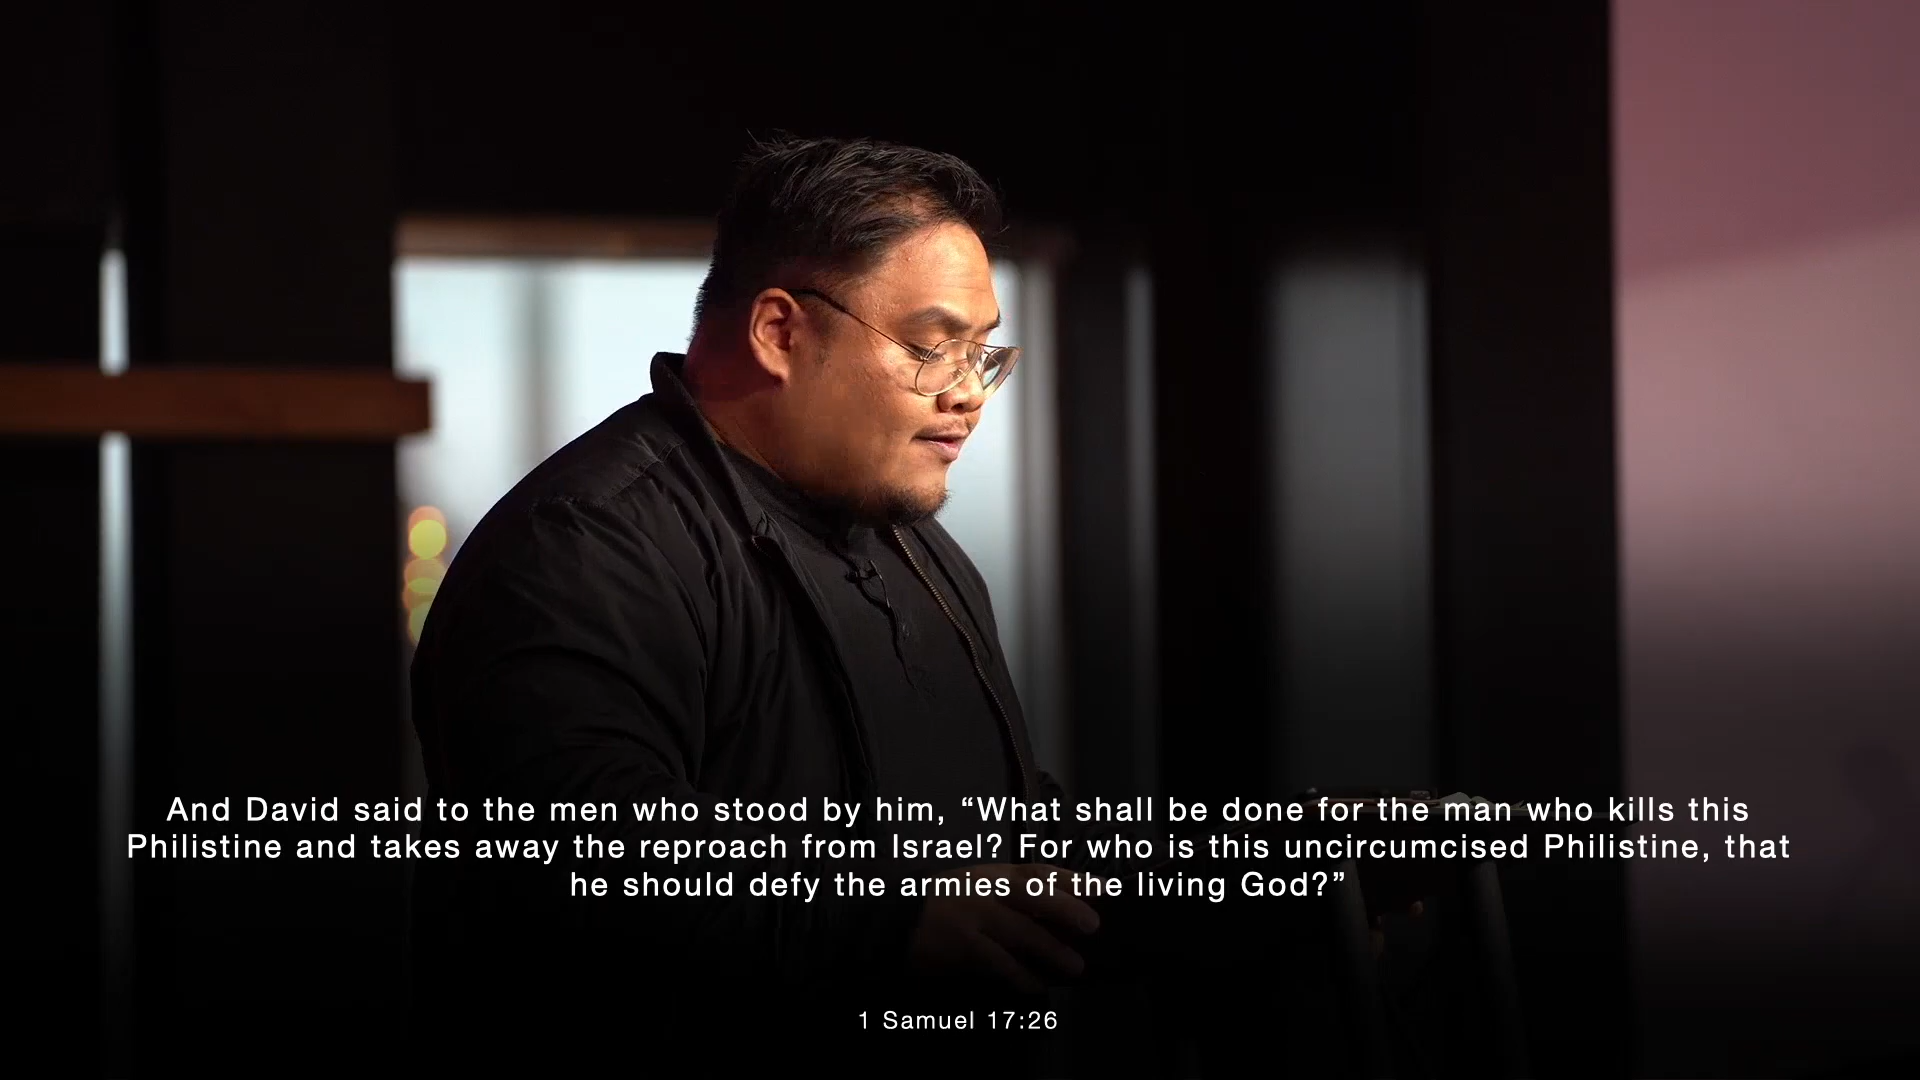 And David said to the men who stood by him, “What shall be done for the man who kills this
Philistine and takes away the reproach from Israel? For who is this uncircumcised Philistine, that
he should defy the armies of the living God?”
1 Samuel 17:26